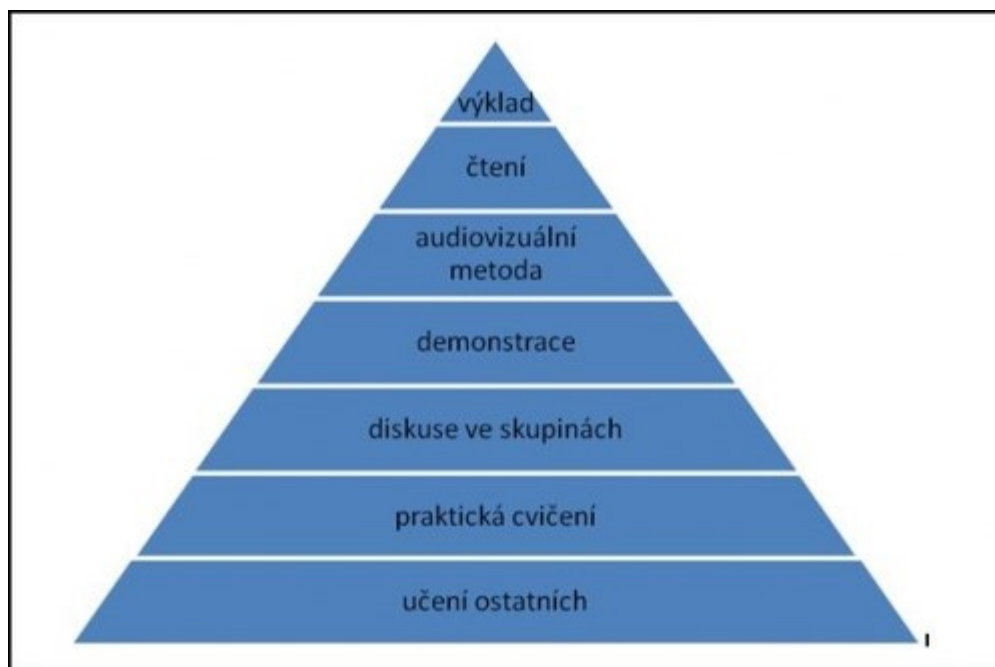 výklad
čtení
audiovizuální
metoda
demonstrace
diskuse ve skupinách
praktická cvičení
učení ostatních